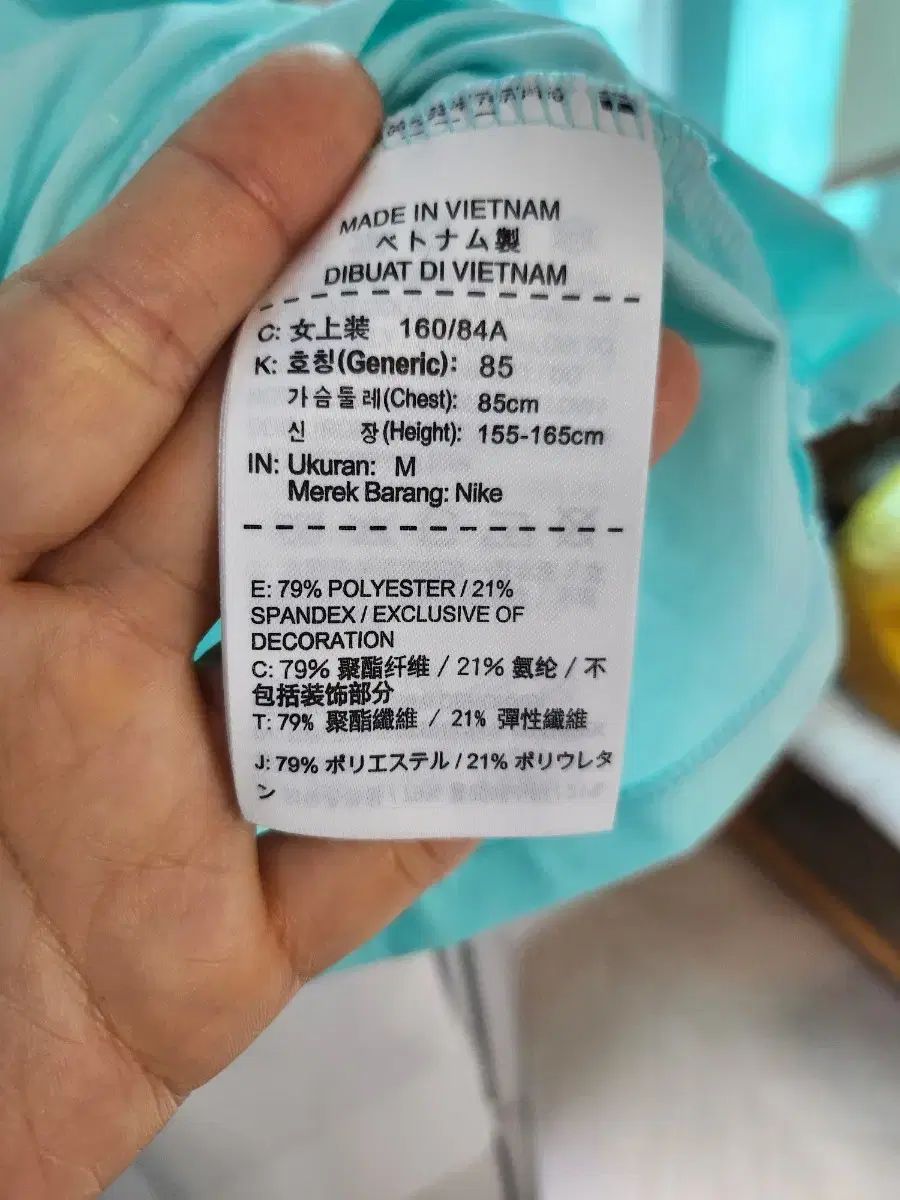 MADE IN VIETNAM
ベトナム製
DIBUAT DI VIETNAM
C: 女上装 160/84A
K: 호칭(Generic): 85
가슴둘레(Chest): 85cm
신 장(Height): 155-165cm
IN: Ukuran: M
Merek Barang: Nike
E: 79% POLYESTER / 21%
SPANDEX / EXCLUSIVE OF
DECORATION
C: 79% 聚酯纤维 / 21% 氨纶 / 不
包括装饰部分
T: 79% 聚酯纖維 / 21% 彈性纖維
J: 79% ポリエステル / 21% ポリウレタ
ン